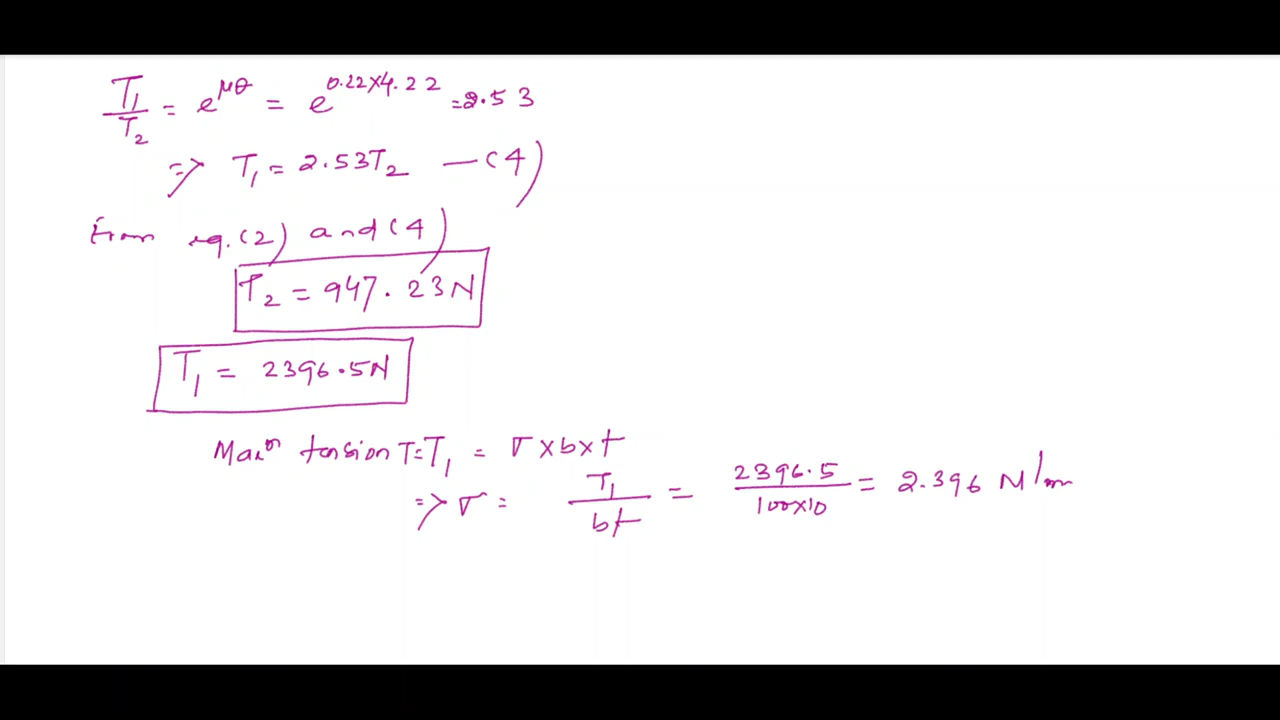 T₁/T₂ = e^μθ = e^0.22×4.22 = 2.53
=> T₁ = 2.53T₂ —(4)
From eq.(2) and (4)
T₂ = 947.23N
T₁ = 2396.5N
Maxᵐ tension T=T₁ = σ×b×t
=> σ = T₁/bt = 2396.5/100×10 = 2.396 N/mm